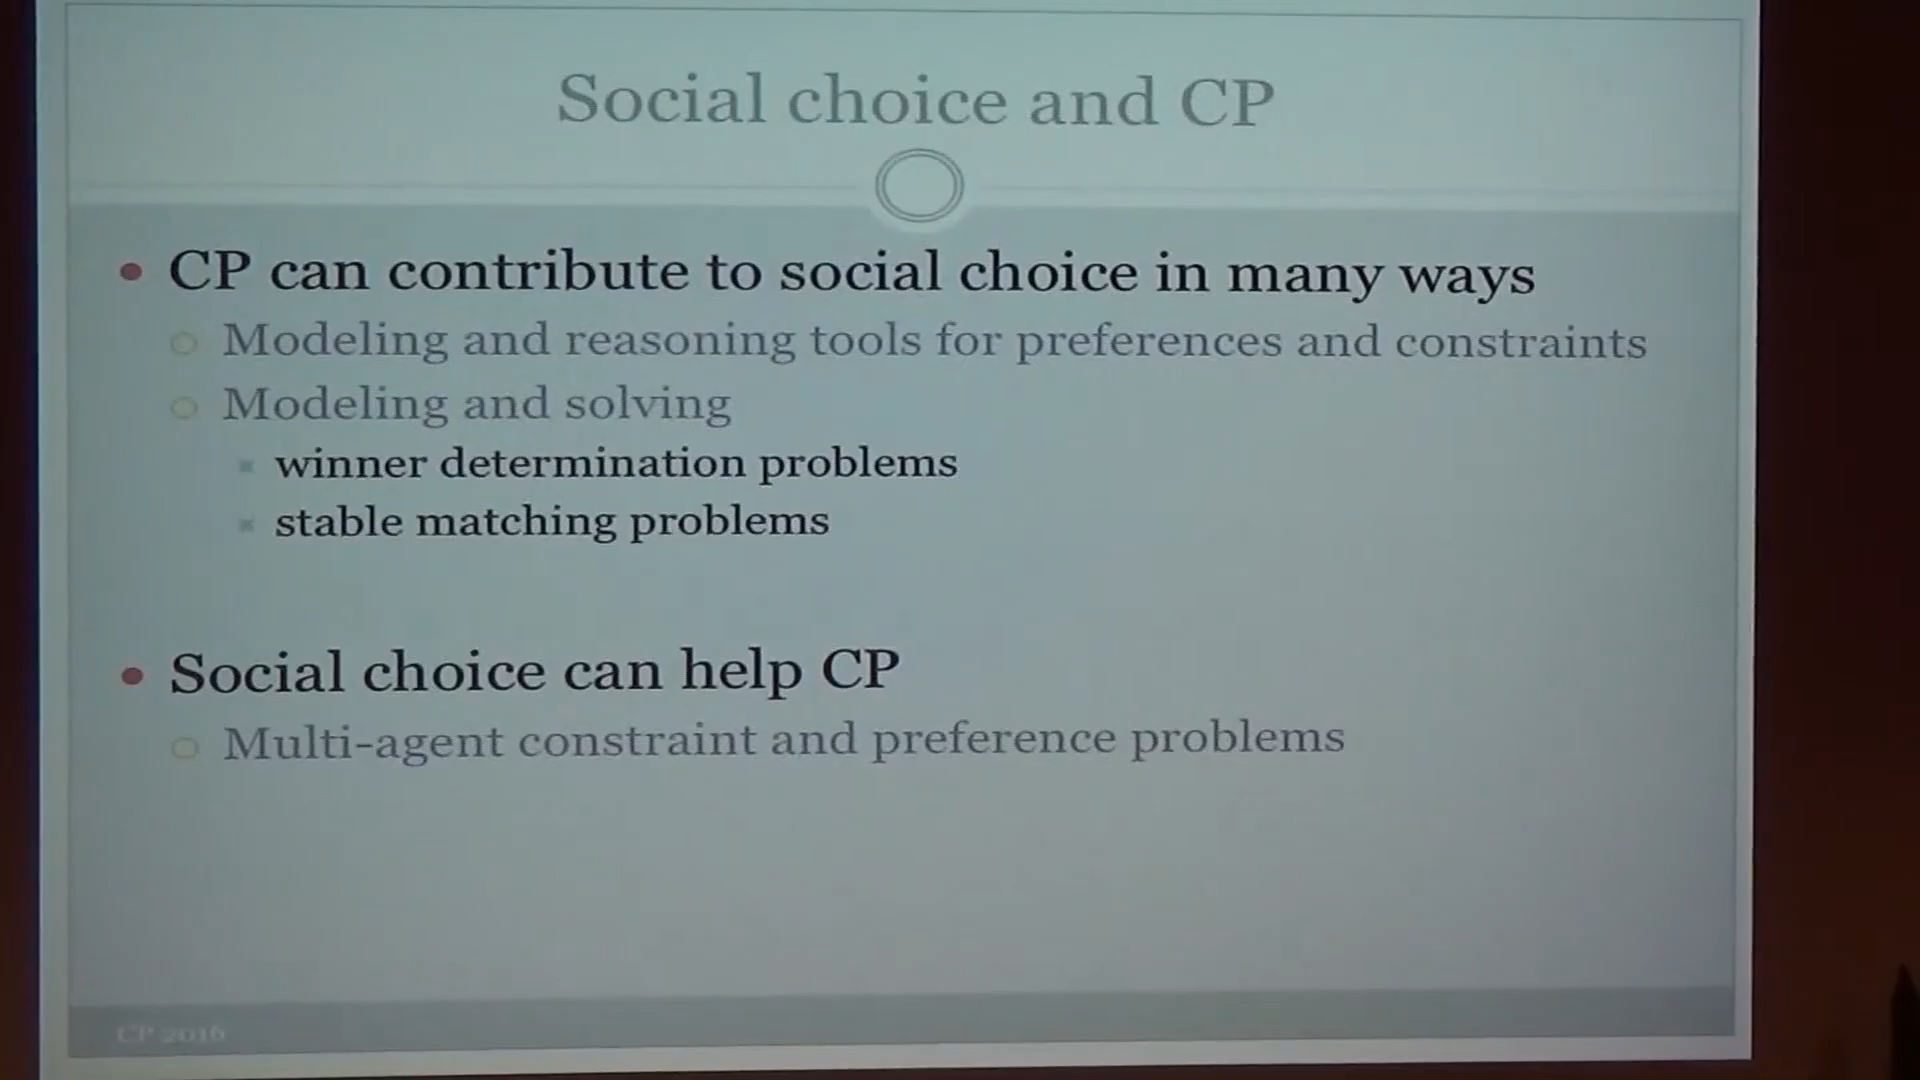 Social choice and CP
CP can contribute to social choice in many ways
Modeling and reasoning tools for preferences and constraints
Modeling and solving
winner determination problems
stable matching problems
Social choice can help CP
Multi-agent constraint and preference problems
CP 2016